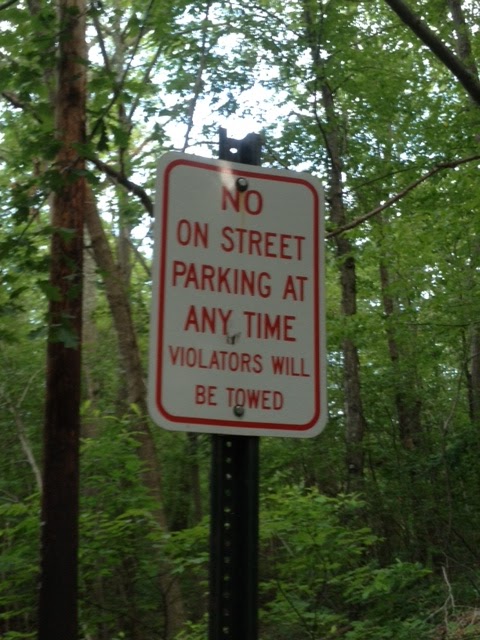 NO
ON STREET
PARKING AT
ANY TIME
VIOLATORS WILL
BE TOWED